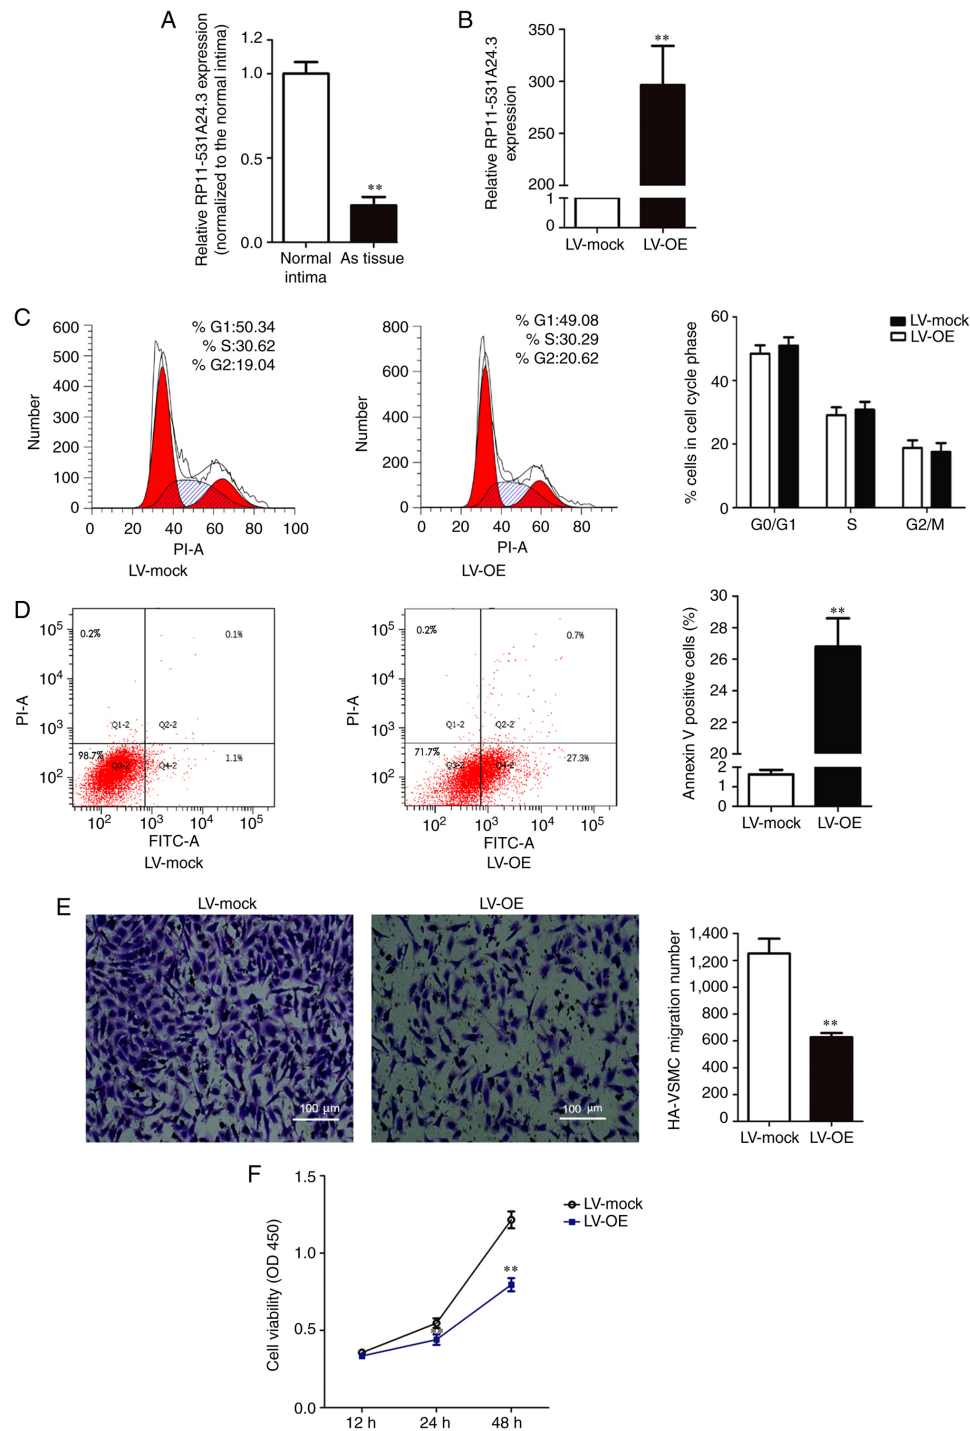 A
Relative RP11-531A24.3 expression
(normalized to the normal intima)
1.2
1.0
0.5
0.0
**
Normal
intima
As tissue
B
Relative RP11-531A24.3
expression
350
300
250
200
1
0
**
LV-mock
LV-OE
C
Number
600
500
400
300
200
100
0
% G1:50.34
% S:30.62
% G2:19.04
0 20 40 60 80 100
PI-A
LV-mock
Number
800
600
400
200
0
% G1:49.08
% S:30.29
% G2:20.62
0 20 40 60 80
PI-A
LV-OE
% cells in cell cycle phase
60
40
20
0
LV-mock
LV-OE
G0/G1 S G2/M
D
PI-A
10^5
10^4
10^3
10^2
0.2%
0.1%
Q1-2
Q2-2
98.7%
1.1%
Q3-2
Q4-2
10^2 10^3 10^4 10^5
FITC-A
LV-mock
PI-A
10^5
10^4
10^3
10^2
0.2%
0.7%
Q1-2
Q2-2
71.7%
27.3%
Q3-2
Q4-2
10^2 10^3 10^4 10^5
FITC-A
LV-OE
Annexin V positive cells (%)
30
28
26
24
22
20
2
1
0
**
LV-mock
LV-OE
E
LV-mock
100 µm
LV-OE
100 µm
HA-VSMC migration number
1,400
1,200
1,000
800
600
400
200
0
**
LV-mock
LV-OE
F
Cell viability (OD 450)
1.5
1.0
0.5
0.0
LV-mock
LV-OE
**
**
12 h 24 h 48 h